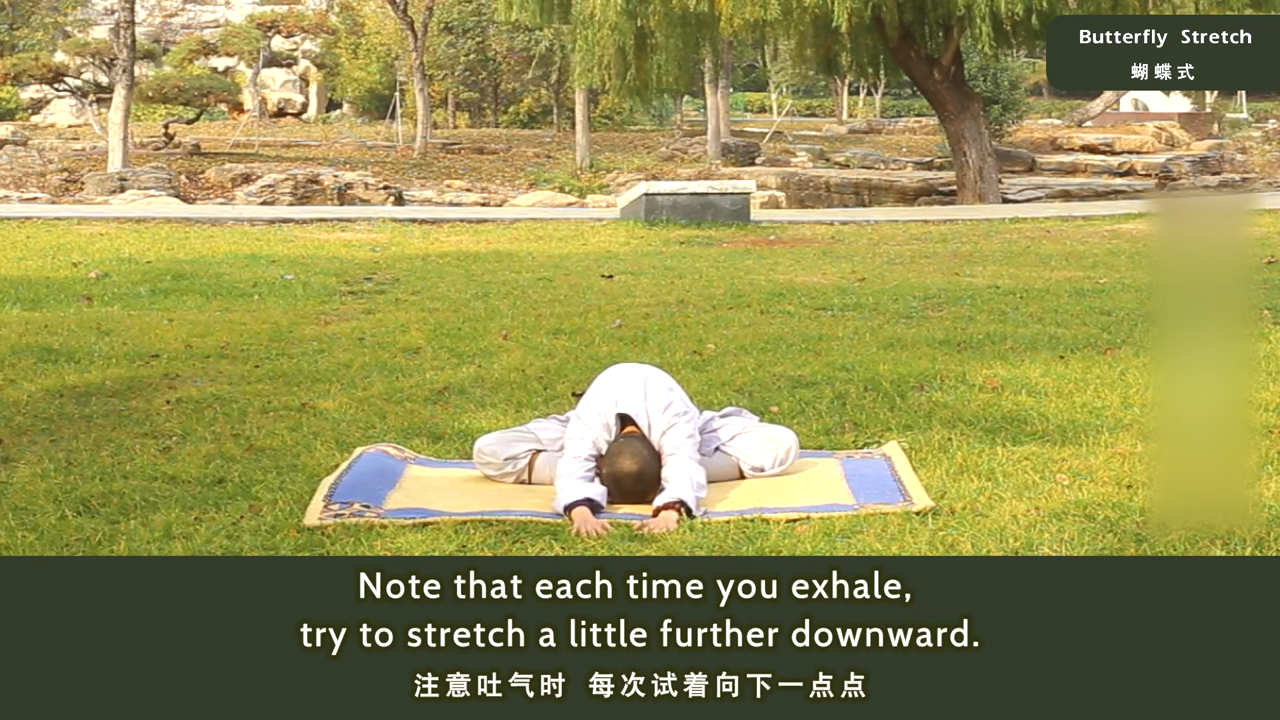 Butterfly Stretch
蝴蝶式
Note that each time you exhale,
try to stretch a little further downward.
注意吐气时 每次试着向下一点点